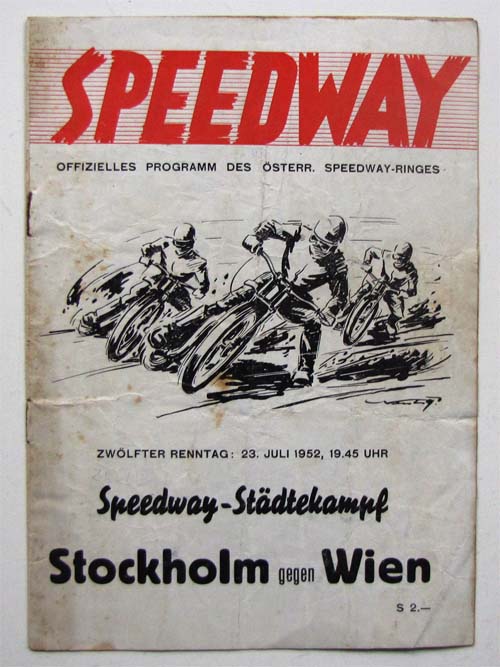 SPEEDWAY
OFFIZIELLES PROGRAMM DES ÖSTERR. SPEEDWAY-RINGES
ZWÖLFTER RENNTAG: 23. JULI 1952, 19.45 UHR
Speedway-Städtekampf
Stockholm gegen Wien
S 2.—